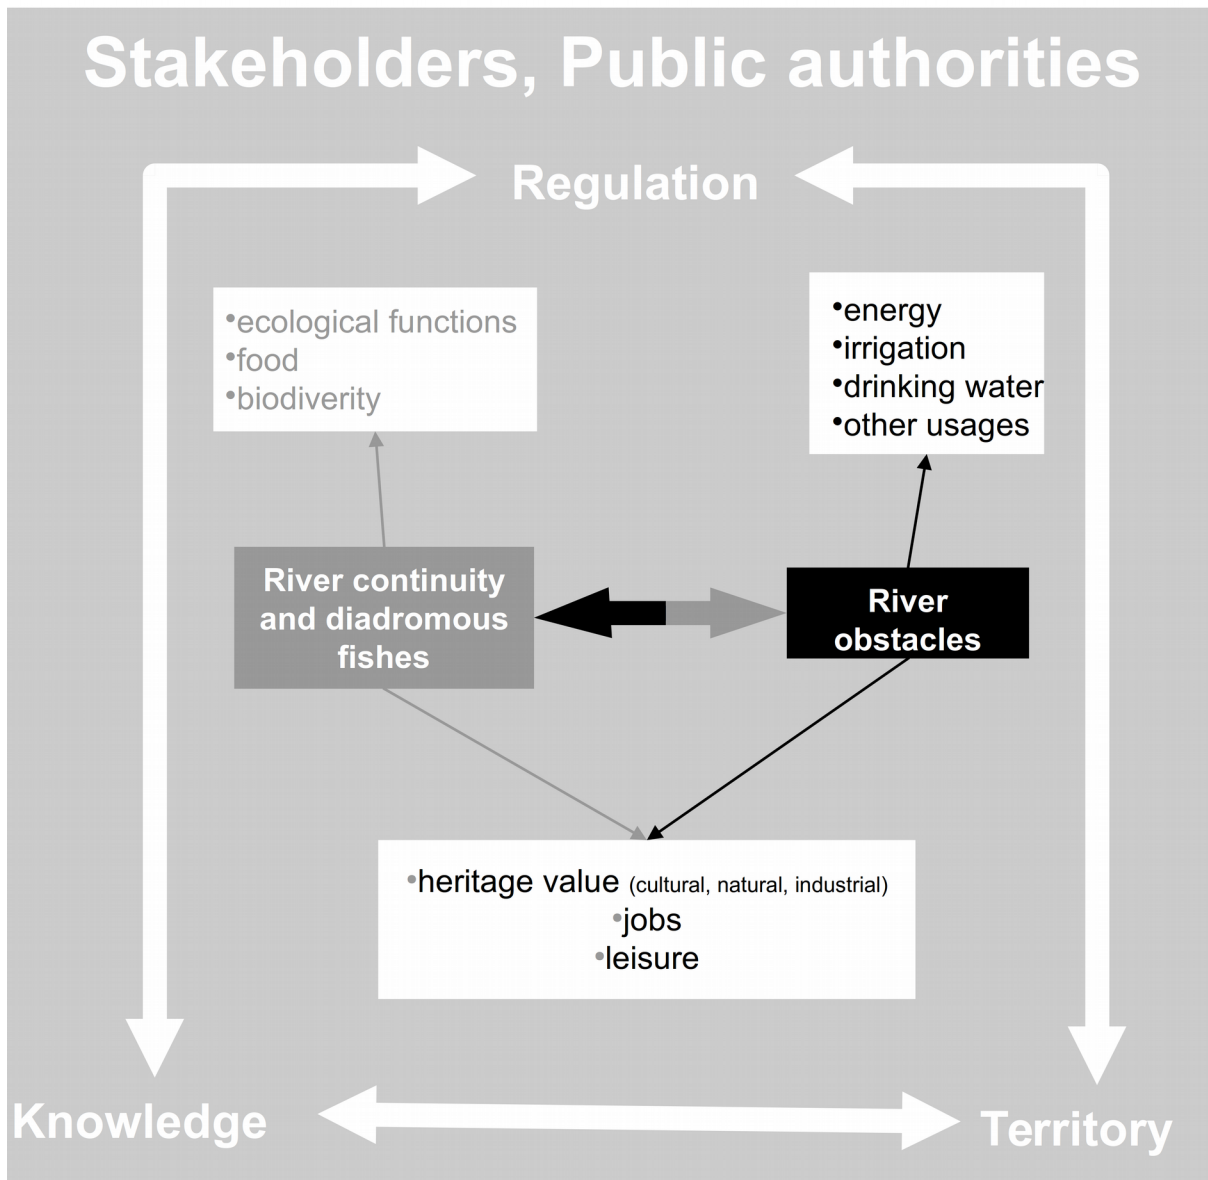 Stakeholders, Public authorities
Regulation
•ecological functions
•food
•biodiverity
•energy
•irrigation
•drinking water
•other usages
River continuity
and diadromous
fishes
River
obstacles
•heritage value (cultural, natural, industrial)
•jobs
•leisure
Knowledge
Territory